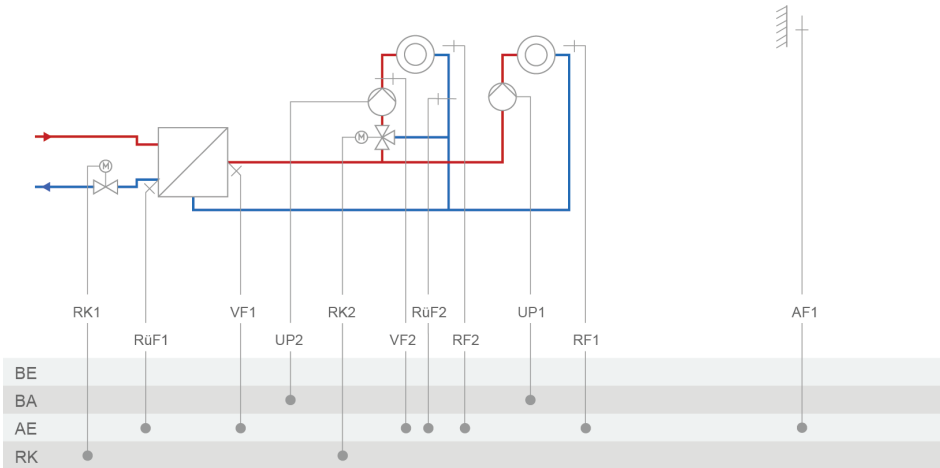 M
M
RK1 VF1 RK2 RüF2 UP1 AF1
RüF1 UP2 VF2 RF2 RF1
BE
BA
AE
RK